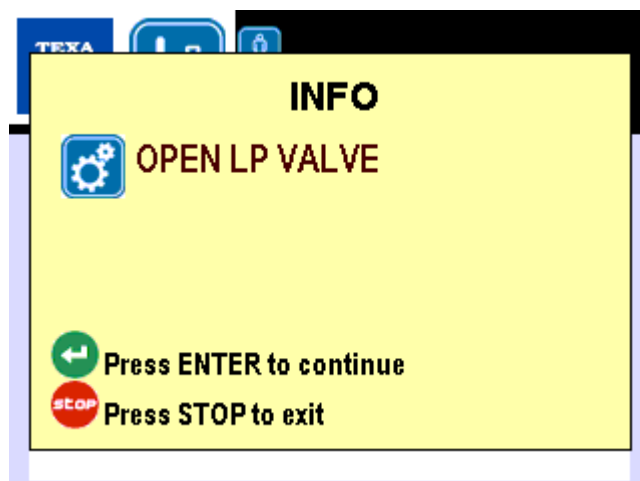 TEXA
INFO
OPEN LP VALVE
Press ENTER to continue
stop
Press STOP to exit